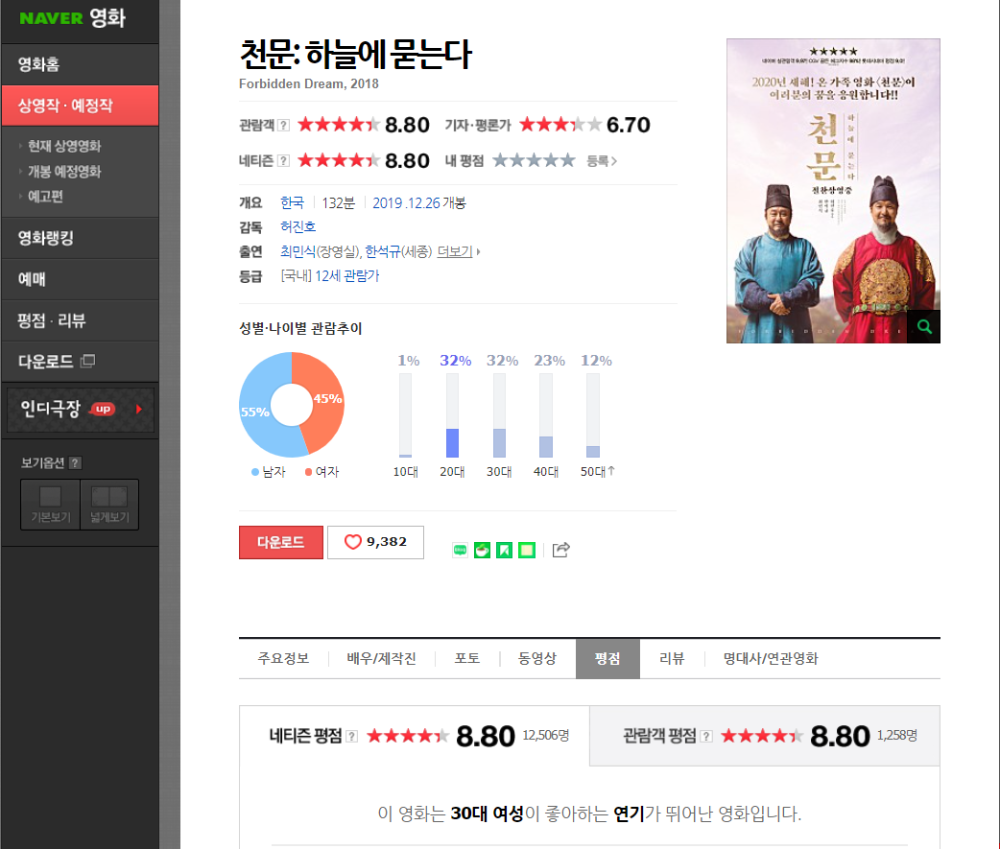 NAVER 영화
영화홈
상영작 · 예정작
현재 상영영화
개봉 예정영화
예고편
영화랭킹
예매
평점 · 리뷰
다운로드
인디극장 up
보기옵션 ?
기본보기 넓게보기
천문: 하늘에 묻는다
Forbidden Dream, 2018
관람객 ? 8.80 기자·평론가 6.70
네티즌 ? 8.80 내 평점 등록
개요 한국 132분 2019 .12.26 개봉
감독 허진호
출연 최민식(장영실), 한석규(세종) 더보기
등급 [국내] 12세 관람가
2020년 새해! 온 가족 영화 <천문>이
여러분의 꿈을 응원합니다!!
천문
하늘에 묻는다
절찬상영중
성별·나이별 관람추이
55% 45%
남자 여자
1% 32% 32% 23% 12%
10대 20대 30대 40대 50대↑
다운로드 9,382
주요정보 배우/제작진 포토 동영상 평점 리뷰 명대사/연관영화
네티즌 평점 ? 8.80 12,506명 관람객 평점 ? 8.80 1,258명
이 영화는 30대 여성이 좋아하는 연기가 뛰어난 영화입니다.